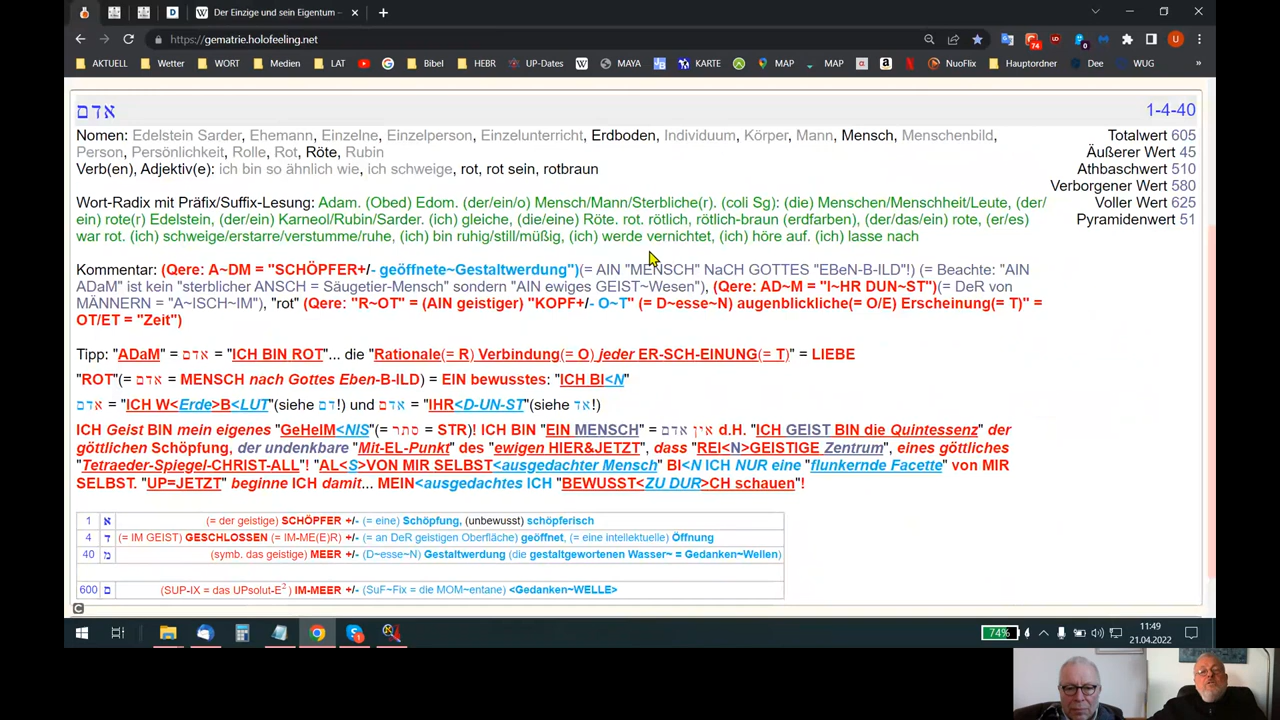 Der Einzige und sein Eigentum –
https://gematrie.holofeeling.net
AKTUELL Wetter WORT Medien LAT Bibel HEBR UP-Dates MAYA KARTE MAP MAP NuoFlix Hauptordner Dee WUG »
אדם 1-4-40
Nomen: Edelstein Sarder, Ehemann, Einzelne, Einzelperson, Einzelunterricht, Erdboden, Individuum, Körper, Mann, Mensch, Menschenbild,
Person, Persönlichkeit, Rolle, Rot, Röte, Rubin
Verb(en), Adjektiv(e): ich bin so ähnlich wie, ich schweige, rot, rot sein, rotbraun
Totalwert 605
Äußerer Wert 45
Athbaschwert 510
Verborgener Wert 580
Voller Wert 625
Pyramidenwert 51
Wort-Radix mit Präfix/Suffix-Lesung: Adam. (Obed) Edom. (der/ein/o) Mensch/Mann/Sterbliche(r). (coli Sg): (die) Menschen/Menschheit/Leute, (der/
ein) rote(r) Edelstein, (der/ein) Karneol/Rubin/Sarder. (ich) gleiche, (die/eine) Röte. rot. rötlich, rötlich-braun (erdfarben), (der/das/ein) rote, (er/es)
war rot. (ich) schweige/erstarre/verstumme/ruhe, (ich) bin ruhig/still/müßig, (ich) werde vernichtet, (ich) höre auf. (ich) lasse nach
Kommentar: (Qere: A~DM = "SCHÖPFER+/- geöffnete~Gestaltwerdung")(= AIN "MENSCH" NaCH GOTTES "EBeN-B-ILD"!) (= Beachte: "AIN
ADaM" ist kein "sterblicher ANSCH = Säugetier-Mensch" sondern "AIN ewiges GEIST~Wesen"), (Qere: AD~M = "I~HR DUN~ST")(= DeR von
MÄNNERN = "A~ISCH~IM"), "rot" (Qere: "R~OT" = (AIN geistiger) "KOPF+/- O~T" (= D~esse~N) augenblickliche(= O/E) Erscheinung(= T)" =
OT/ET = "Zeit")
Tipp: "ADaM" = אדם = "ICH BIN ROT"... die "Rationale(= R) Verbindung(= O) jeder ER-SCH-EINUNG(= T)" = LIEBE
"ROT"(= אדם = MENSCH nach Gottes Eben-B-ILD) = EIN bewusstes: "ICH BI<N"
אדם = "ICH W<Erde>B<LUT"(siehe דם!) und אדם = "IHR<D-UN-ST"(siehe אד!)
ICH Geist BIN mein eigenes "GeHeIM<NIS"(= סתר = STR)! ICH BIN "EIN MENSCH" = אין אדם d.H. "ICH GEIST BIN die Quintessenz" der
göttlichen Schöpfung, der undenkbare "Mit-EL-Punkt" des "ewigen HIER&JETZT", dass "REI<N>GEISTIGE Zentrum", eines göttlichen
"Tetraeder-Spiegel-CHRIST-ALL"! "AL<S>VON MIR SELBST<ausgedachter Mensch" BI<N ICH NUR eine "flunkernde Facette" von MIR
SELBST. "UP=JETZT" beginne ICH damit... MEIN<ausgedachtes ICH "BEWUSST<ZU DUR>CH schauen"!
1 א (= der geistige) SCHÖPFER +/- (= eine) Schöpfung, (unbewusst) schöpferisch
4 ד (= IM GEIST) GESCHLOSSEN (= IM-ME(E)R) +/- (= an DeR geistigen Oberfläche) geöffnet, (= eine intellektuelle) Öffnung
40 מ (symb. das geistige) MEER +/- (D~esse~N) Gestaltwerdung (die gestaltgewortenen Wasser~ = Gedanken~Wellen)
600 ם (SUP-IX = das UPsolut-E2) IM-MEER +/- (SuF~Fix = die MOM~entane) <Gedanken~WELLE>
74% 11:49
21.04.2022